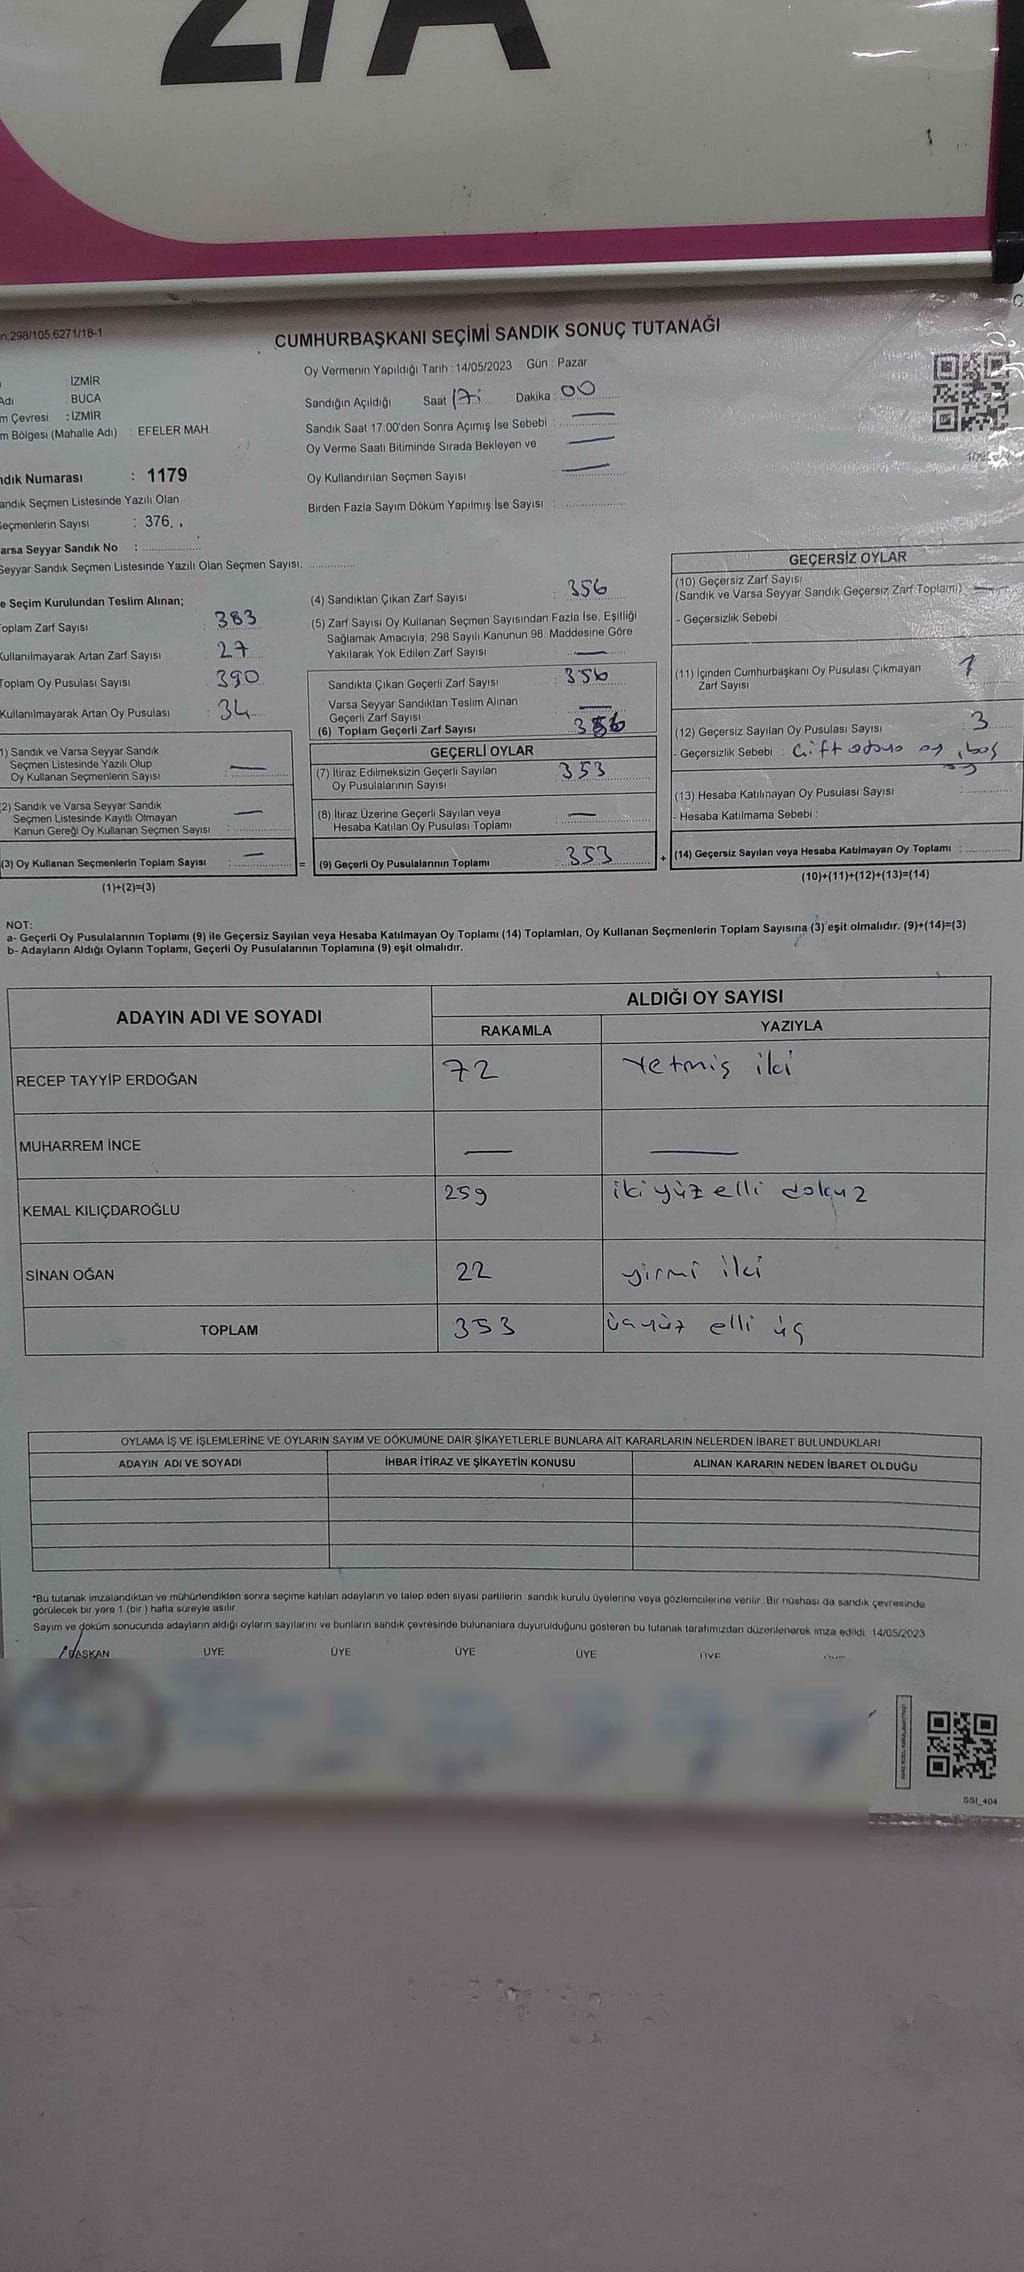 21A
298/105,6271/18-1
CUMHURBAŞKANI SEÇİMİ SANDIK SONUÇ TUTANAĞI
Oy Vermenin Yapıldığı Tarih : 14/05/2023 Gün : Pazar
İZMİR
Adı BUCA
m Çevresi : İZMİR
m Bölgesi (Mahalle Adı) : EFELER MAH.
Sandığın Açıldığı Saat 17: Dakika : 00
Sandık Saat 17:00'den Sonra Açımış İse Sebebi :
Oy Verme Saati Bitiminde Sırada Bekleyen ve
Oy Kullandırılan Seçmen Sayısı :
Birden Fazla Sayım Döküm Yapılmış İse Sayısı :
ndık Numarası : 1179
andık Seçmen Listesinde Yazılı Olan
Seçmenlerin Sayısı : 376
arsa Seyyar Sandık No :
Seyyar Sandık Seçmen Listesinde Yazılı Olan Seçmen Sayısı:
e Seçim Kurulundan Teslim Alınan;
Toplam Zarf Sayısı : 383
Kullanılmayarak Artan Zarf Sayısı : 27
Toplam Oy Pusulası Sayısı : 390
Kullanılmayarak Artan Oy Pusulası : 34
1) Sandık ve Varsa Seyyar Sandık
Seçmen Listesinde Yazılı Olup
Oy Kullanan Seçmenlerin Sayısı : —
2) Sandık ve Varsa Seyyar Sandık
Seçmen Listesinde Kayıtlı Olmayan
Kanun Gereği Oy Kullanan Seçmen Sayısı : —
(3) Oy Kullanan Seçmenlerin Toplam Sayısı : — =
(1)+(2)=(3)
(4) Sandıktan Çıkan Zarf Sayısı : 356
(5) Zarf Sayısı Oy Kullanan Seçmen Sayısından Fazla İse, Eşitliği
Sağlamak Amacıyla; 298 Sayılı Kanunun 98. Maddesine Göre
Yakılarak Yok Edilen Zarf Sayısı : —
Sandıkta Çıkan Geçerli Zarf Sayısı : 356
Varsa Seyyar Sandıktan Teslim Alınan
Geçerli Zarf Sayısı : —
(6) Toplam Geçerli Zarf Sayısı : 356
GEÇERLİ OYLAR
(7) İtiraz Edilmeksizin Geçerli Sayılan
Oy Pusulalarının Sayısı : 353
(8) İtiraz Üzerine Geçerli Sayılan veya
Hesaba Katılan Oy Pusulası Toplamı : —
(9) Geçerli Oy Pusulalarının Toplamı : 353 +
GEÇERSİZ OYLAR
(10) Geçersiz Zarf Sayısı
(Sandık ve Varsa Seyyar Sandık Geçersiz Zarf Toplamı) : —
- Geçersizlik Sebebi :
(11) İçinden Cumhurbaşkanı Oy Pusulası Çıkmayan
Zarf Sayısı : 1
(12) Geçersiz Sayılan Oy Pusulası Sayısı : 3
- Geçersizlik Sebebi : Çift oy, boş
oy
(13) Hesaba Katılmayan Oy Pusulası Sayısı :
- Hesaba Katılmama Sebebi :
(14) Geçersiz Sayılan veya Hesaba Katılmayan Oy Toplamı :
(10)+(11)+(12)+(13)=(14)
NOT:
a- Geçerli Oy Pusulalarının Toplamı (9) ile Geçersiz Sayılan veya Hesaba Katılmayan Oy Toplamı (14) Toplamları, Oy Kullanan Seçmenlerin Toplam Sayısına (3) eşit olmalıdır. (9)+(14)=(3)
b- Adayların Aldığı Oyların Toplamı, Geçerli Oy Pusulalarının Toplamına (9) eşit olmalıdır.
ADAYIN ADI VE SOYADI ALDIĞI OY SAYISI
RAKAMLA YAZIYLA
RECEP TAYYİP ERDOĞAN 72 Yetmiş iki
MUHARREM İNCE — —
KEMAL KILIÇDAROĞLU 259 iki yüz elli dokuz
SİNAN OĞAN 22 yirmi iki
TOPLAM 353 üçyüz elli üç
OYLAMA İŞ VE İŞLEMLERİNE VE OYLARIN SAYIM VE DÖKÜMÜNE DAİR ŞİKAYETLERLE BUNLARA AİT KARARLARIN NELERDEN İBARET BULUNDUKLARI
ADAYIN ADI VE SOYADI İHBAR İTİRAZ VE ŞİKAYETİN KONUSU ALINAN KARARIN NEDEN İBARET OLDUĞU
*Bu tutanak imzalandıktan ve mühürlendikten sonra seçime katılan adayların ve talep eden siyasi partilerin sandık kurulu üyelerine veya gözlemcilerine verilir. Bir nüshası da sandık çevresinde
görülecek bir yere 1 (bir) hafta süreyle asılır.
Sayım ve döküm sonucunda adayların aldığı oyların sayılarını ve bunların sandık çevresinde bulunanlara duyurulduğunu gösteren bu tutanak tarafımızdan düzenlenerek imza edildi. 14/05/2023
BAŞKAN ÜYE ÜYE ÜYE ÜYE ÜYE
SSI_404